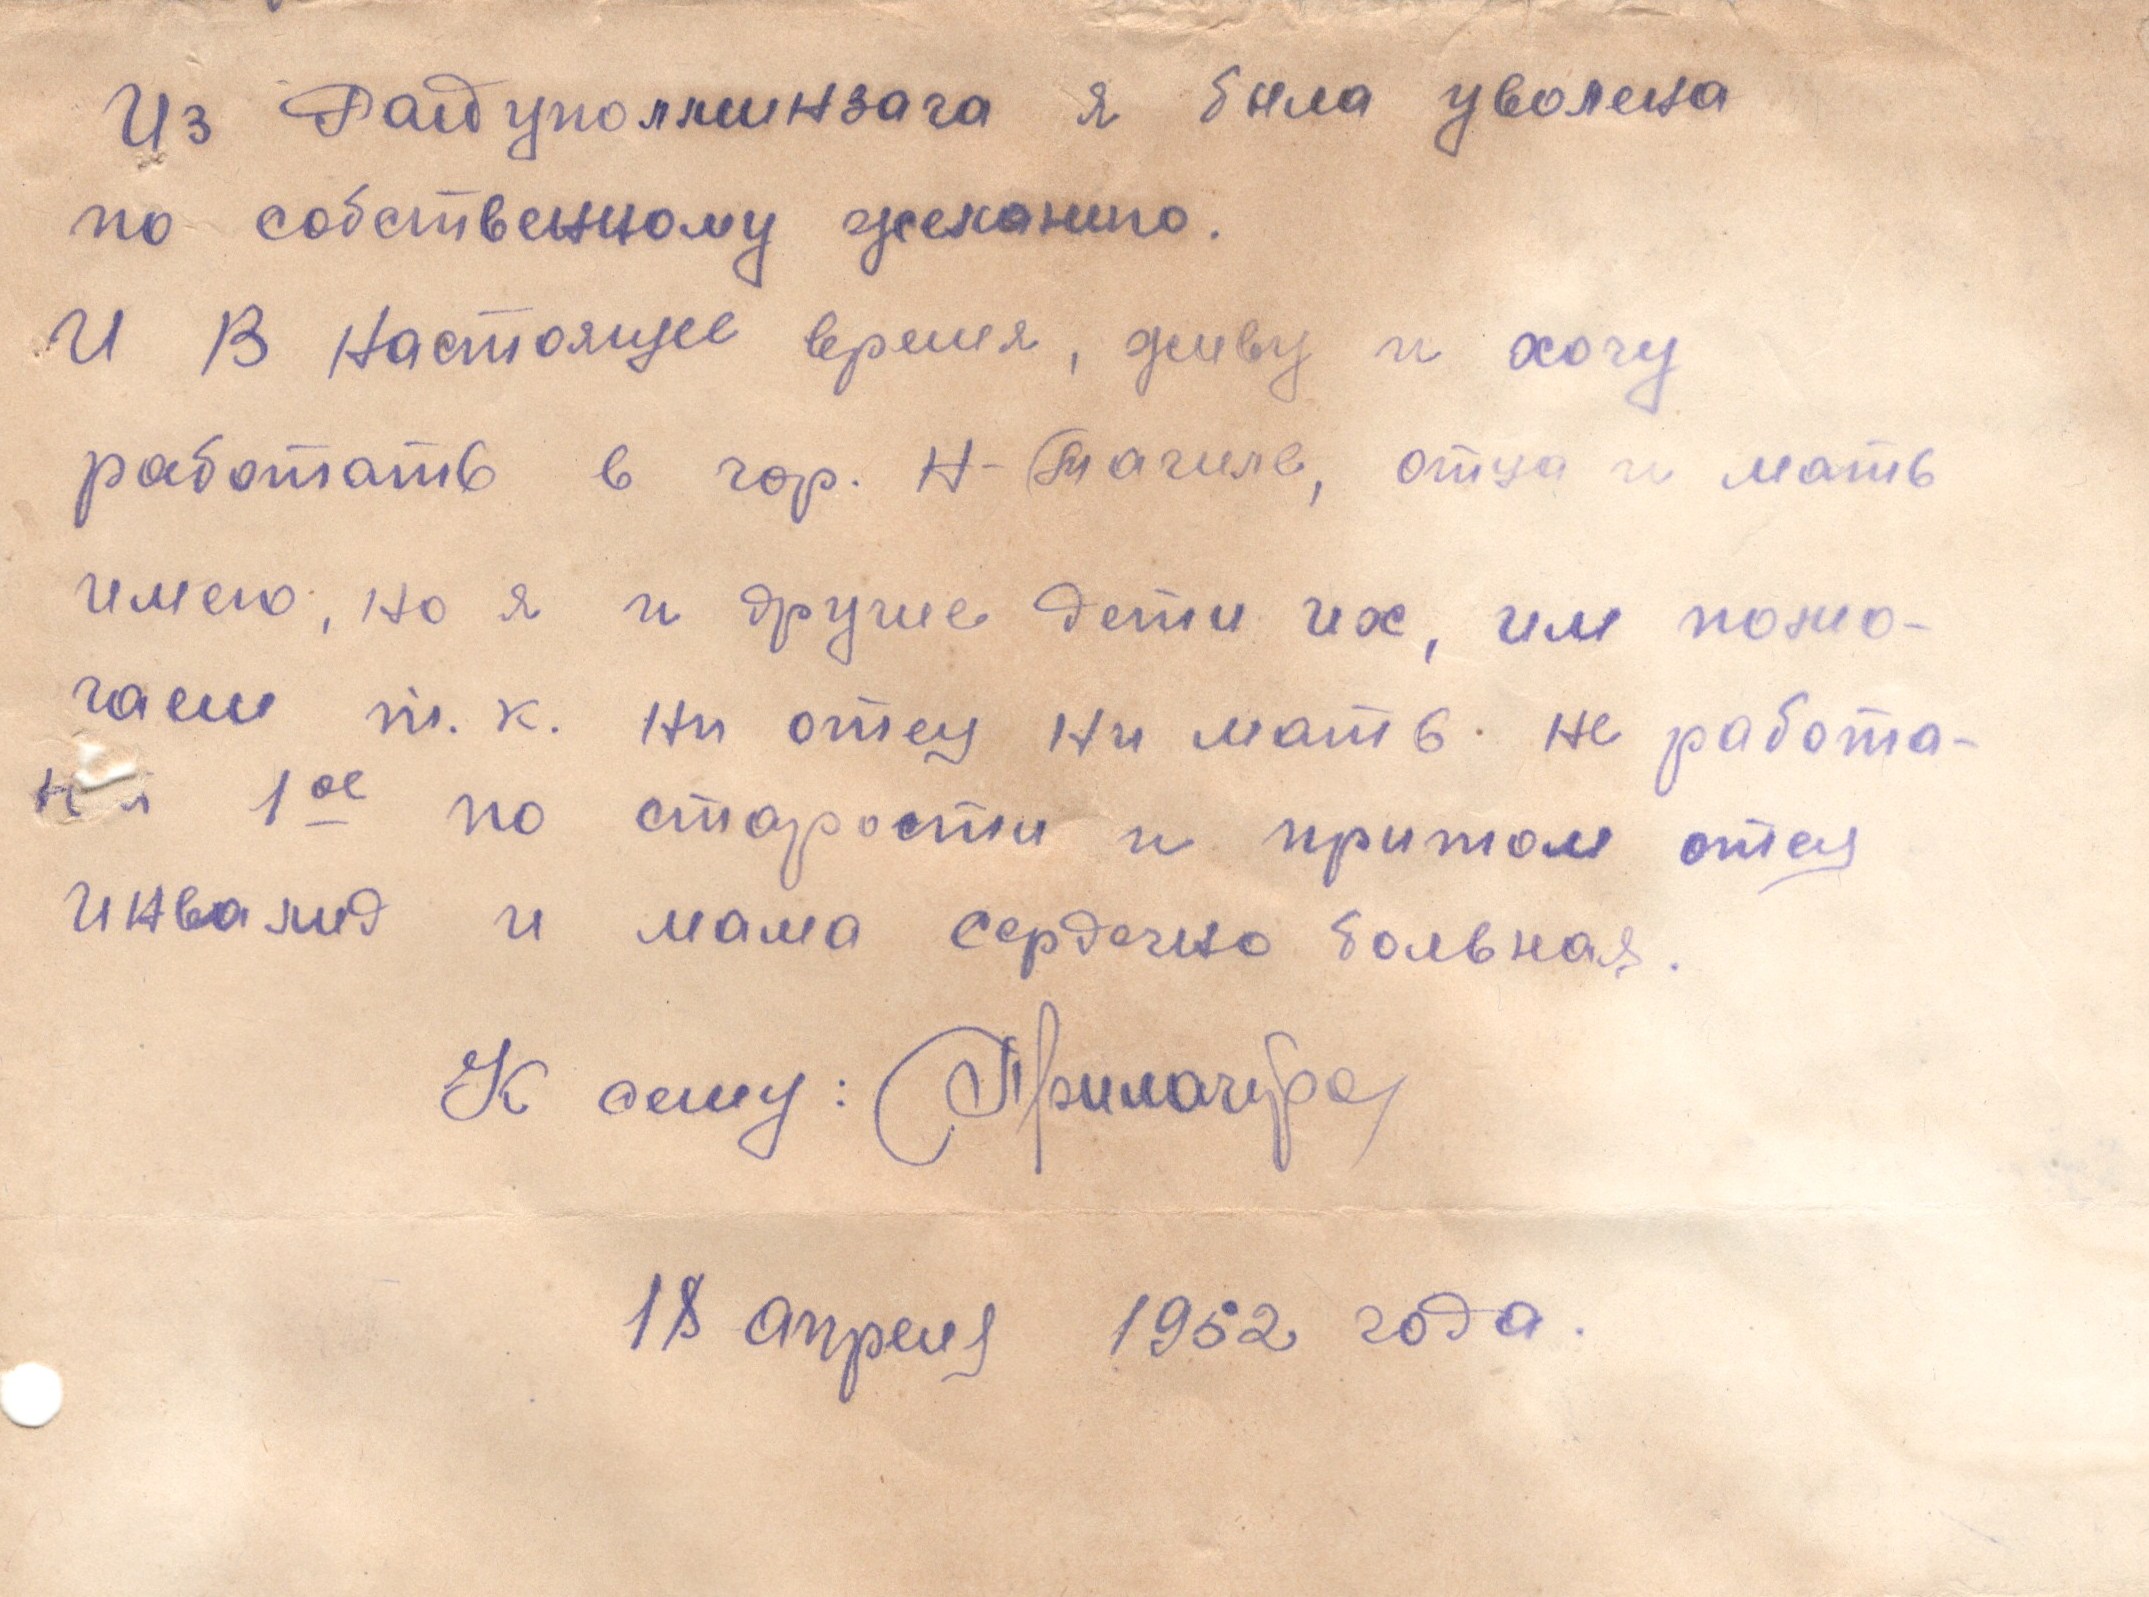 Из Райуполминзага я была уволена
по собственному желанию.
И В настоящее время, живу и хочу
работать в гор. Н-Тагиле, отца и мать
имею, но я и другие дети их, им помо-
гаем т.к. ни отец ни мать не работа-
1ое по старости и притом отец
инвалид и мама сердечно больная.
К сему:
18 апреля 1952 года.